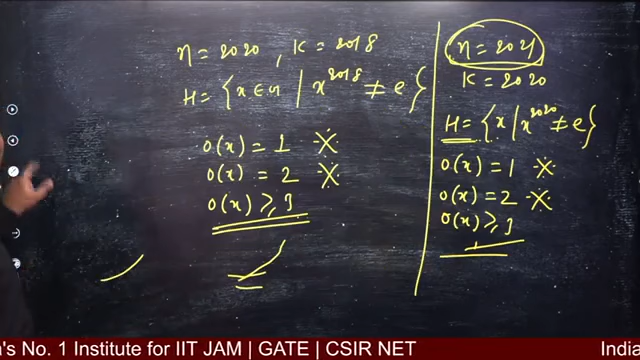 n = 2020 , K = 2018
H = { x ∈ G | x^2018 ≠ e }
o(x) = 1 ✗
o(x) = 2 ✗
o(x) ⩾ 3
n = 2021
K = 2020
H = { x | x^2020 ≠ e }
o(x) = 1 ✗
o(x) = 2 ✗
o(x) ⩾ 3
's No. 1 Institute for IIT JAM | GATE | CSIR NET India